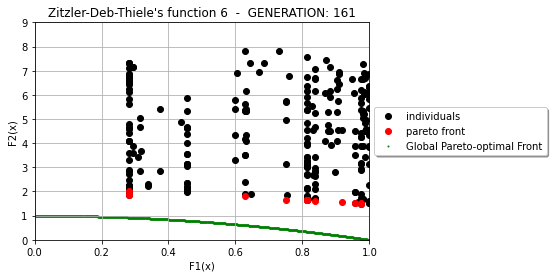 Zitzler-Deb-Thiele's function 6 - GENERATION: 161
9
8
7
6
5
4
3
2
1
0
F2(x)
0.0 0.2 0.4 0.6 0.8 1.0
F1(x)
individuals
pareto front
Global Pareto-optimal Front